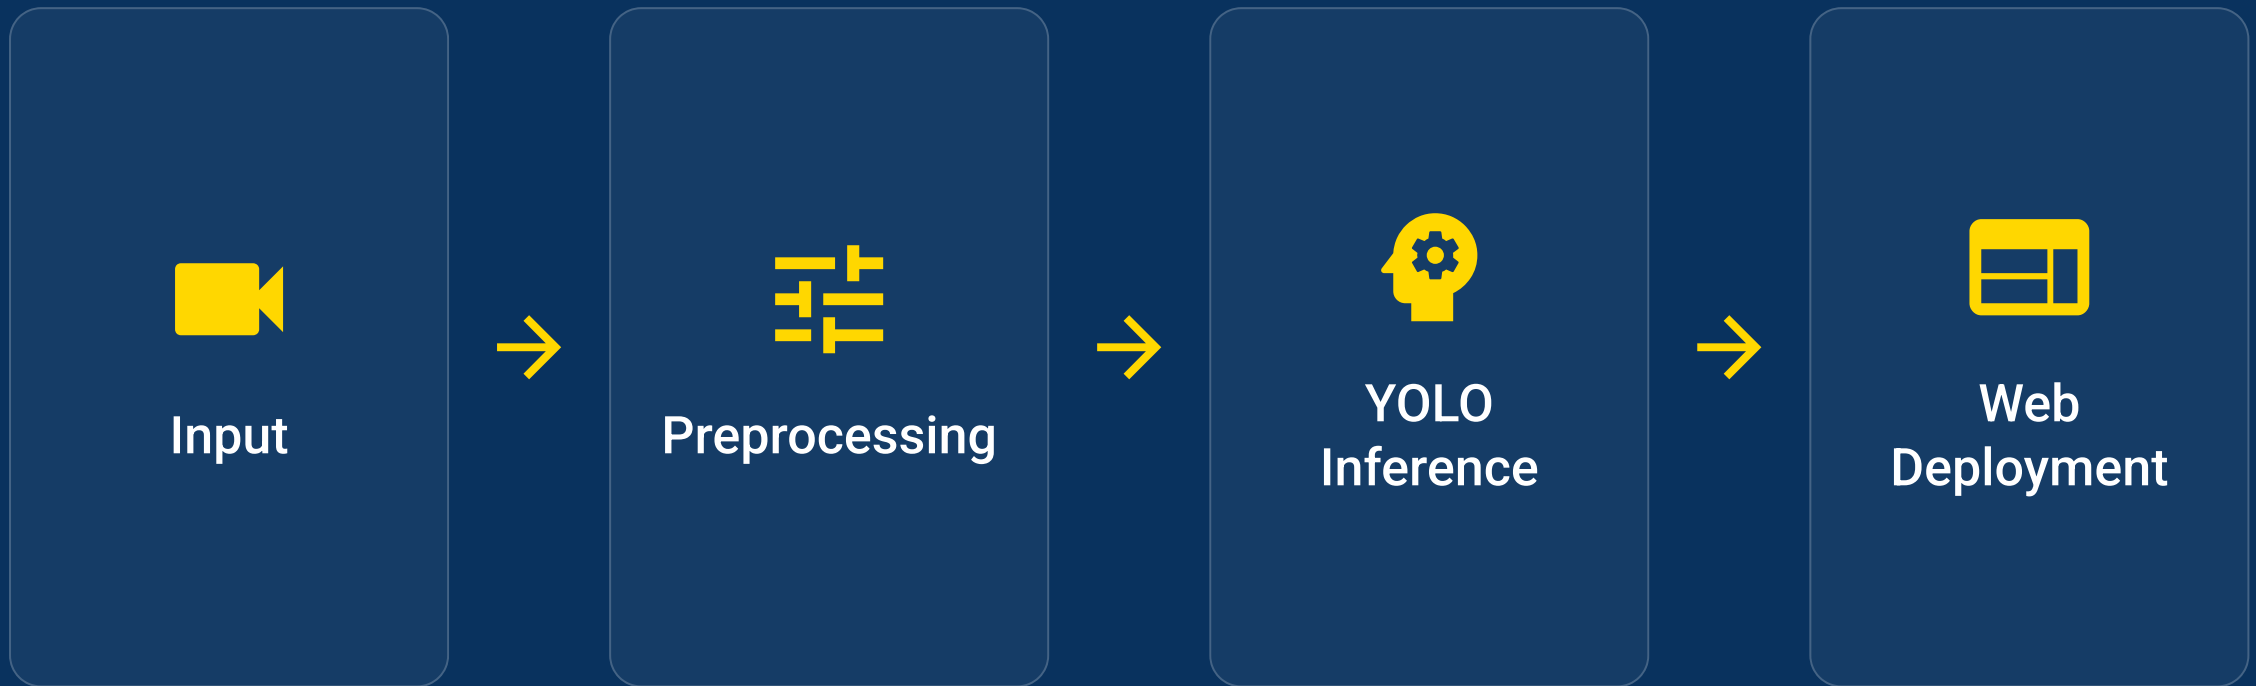 Input
Preprocessing
YOLO
Inference
Web
Deployment